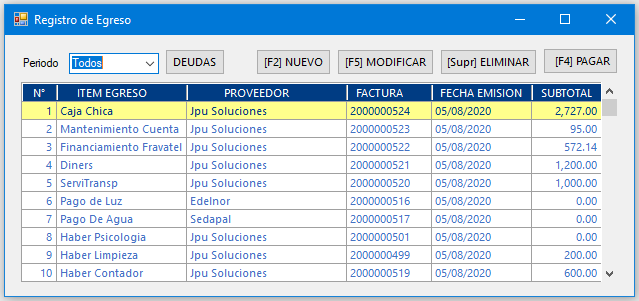 Registro de Egreso
Periodo Todos DEUDAS [F2] NUEVO [F5] MODIFICAR [Supr] ELIMINAR [F4] PAGAR
N° ITEM EGRESO PROVEEDOR FACTURA FECHA EMISION SUBTOTAL
1 Caja Chica Jpu Soluciones 2000000524 05/08/2020 2,727.00
2 Mantenimiento Cuenta Jpu Soluciones 2000000523 05/08/2020 95.00
3 Financiamiento Fravatel Jpu Soluciones 2000000522 05/08/2020 572.14
4 Diners Jpu Soluciones 2000000521 05/08/2020 1,200.00
5 ServiTransp Jpu Soluciones 2000000520 05/08/2020 1,000.00
6 Pago de Luz Edelnor 2000000516 05/08/2020 0.00
7 Pago De Agua Sedapal 2000000517 05/08/2020 0.00
8 Haber Psicologia Jpu Soluciones 2000000501 05/08/2020 0.00
9 Haber Limpieza Jpu Soluciones 2000000499 05/08/2020 200.00
10 Haber Contador Jpu Soluciones 2000000519 05/08/2020 600.00